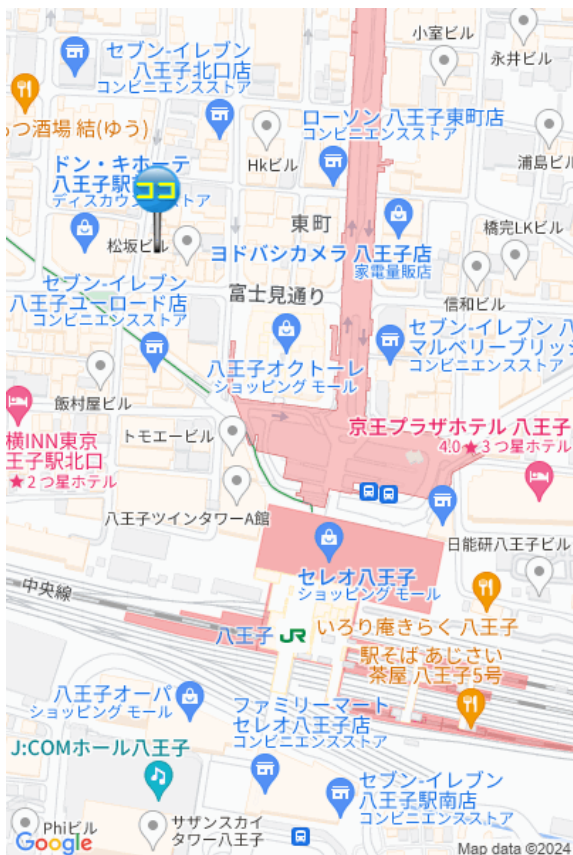 小室ビル
永井ビル
セブン-イレブン
八王子北口店
コンビニエンスストア
つ酒場 結(ゆう)
Hkビル
ローソン 八王子東町店
コンビニエンスストア
浦島ビル
ドン・キホーテ
八王子駅
ディスカウ
ストア
ココ
松坂ビル
東町
橋完LKビル
ヨドバシカメラ 八王子店
家電量販店
セブン-イレブン
八王子ユーロード店
コンビニエンスストア
富士見通り
信和ビル
八王子オクトーレ
ショッピング モール
セブン-イレブン 八
マルベリーブリッジ
コンビニエンスス
飯村屋ビル
横INN東京
王子駅北口
★2 つ星ホテル
トモエービル
京王プラザホテル 八王子
4.0★3 つ星ホテル
八王子ツインタワーA館
日能研八王子ビル
セレオ八王子
ショッピング モール
中央線
八王子 JR
いろり庵きらく 八王子
駅そば あじさい
茶屋 八王子5号
八王子オーパ
ショッピング モール
ファミリーマート
セレオ八王子店
コンビニエンスストア
J:COMホール八王子
セブン-イレブン
八王子駅南店
コンビニエンスストア
Phiビル
サザンスカイ
タワー八王子
Google
Map data ©2024